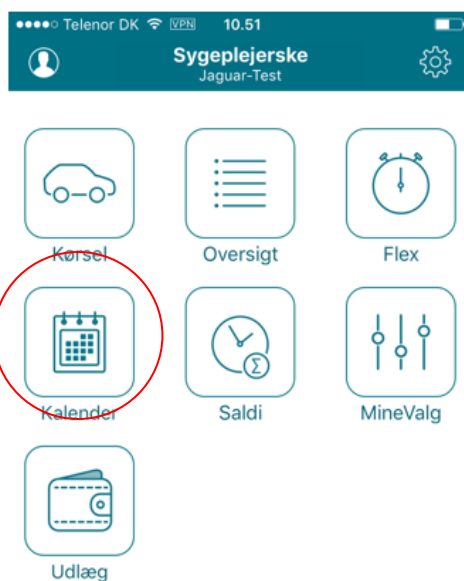 Telenor DK VPN 10.51
Sygeplejerske
Jaguar-Test
Kørsel Oversigt Flex
Kalender Saldi MineValg
Udlæg